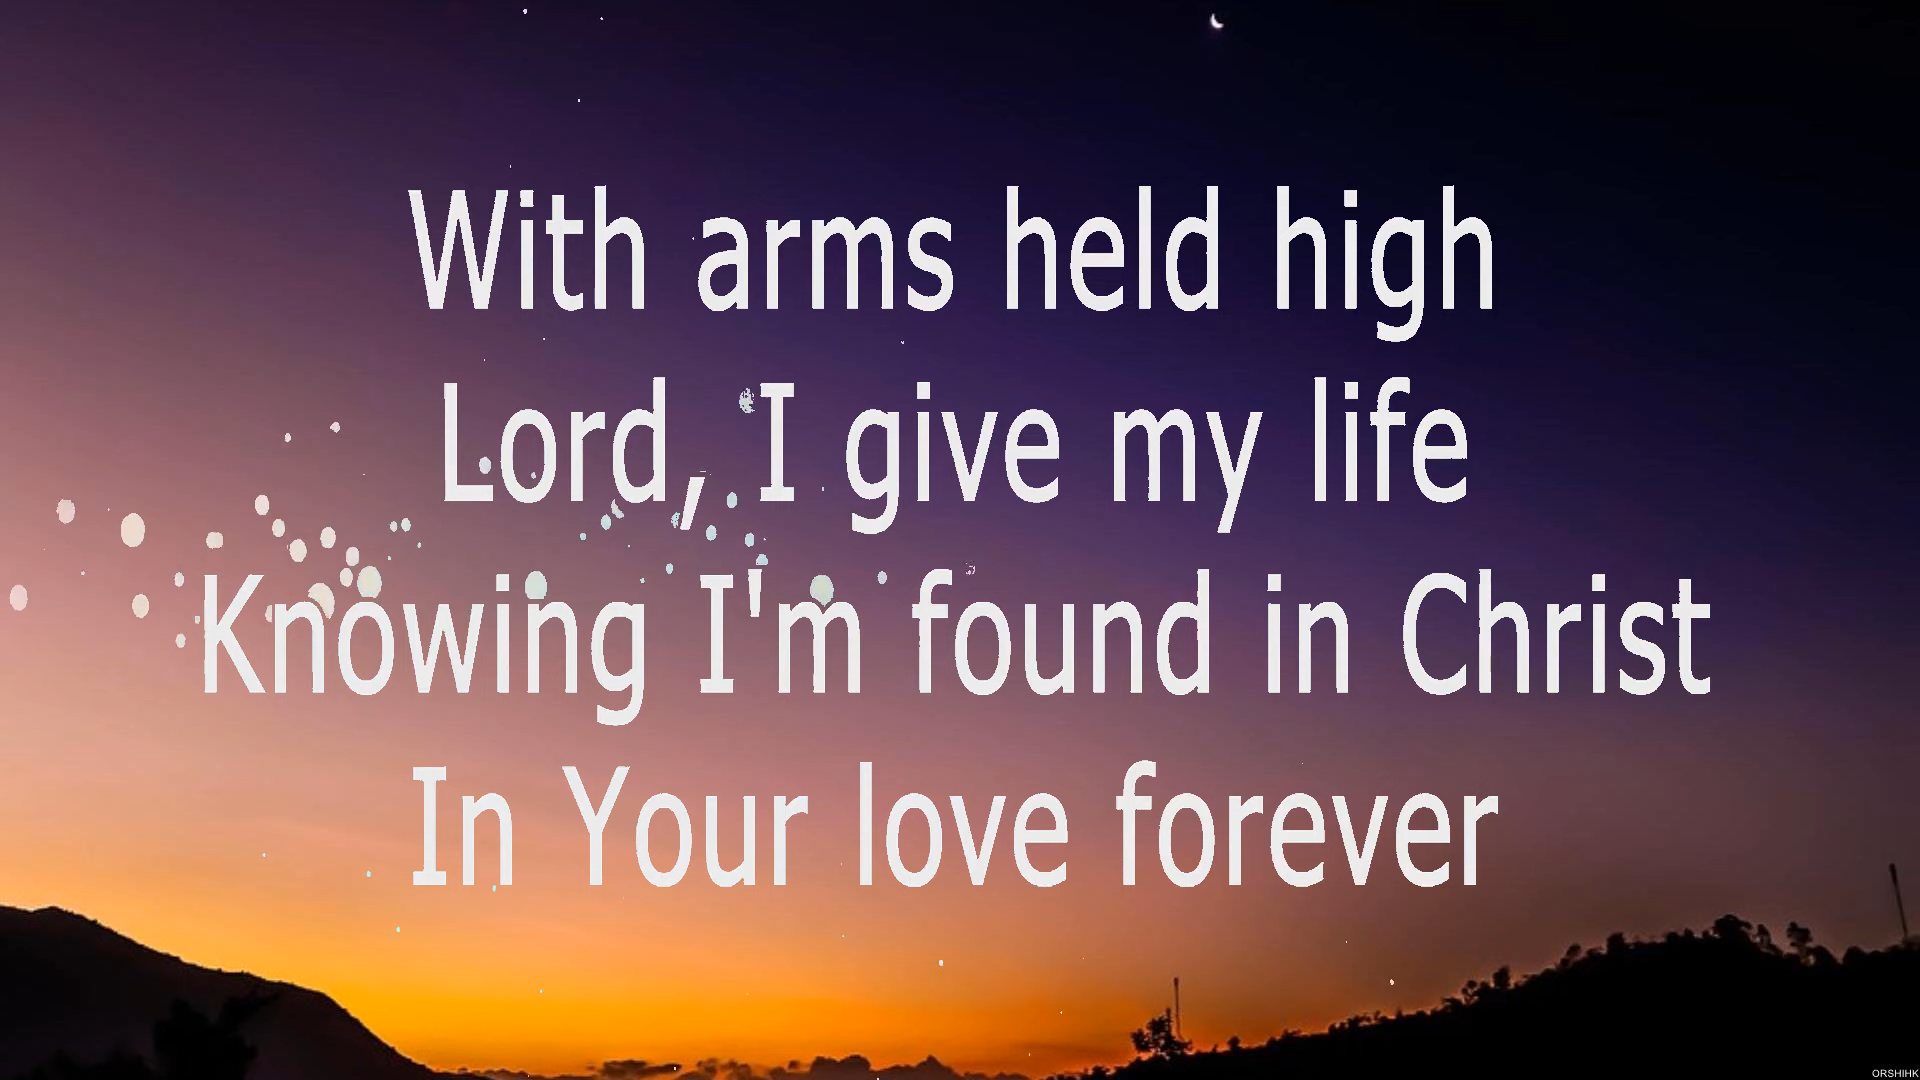 With arms held high
Lord, I give my life
Knowing I'm found in Christ
In Your love forever
ORSHIHK